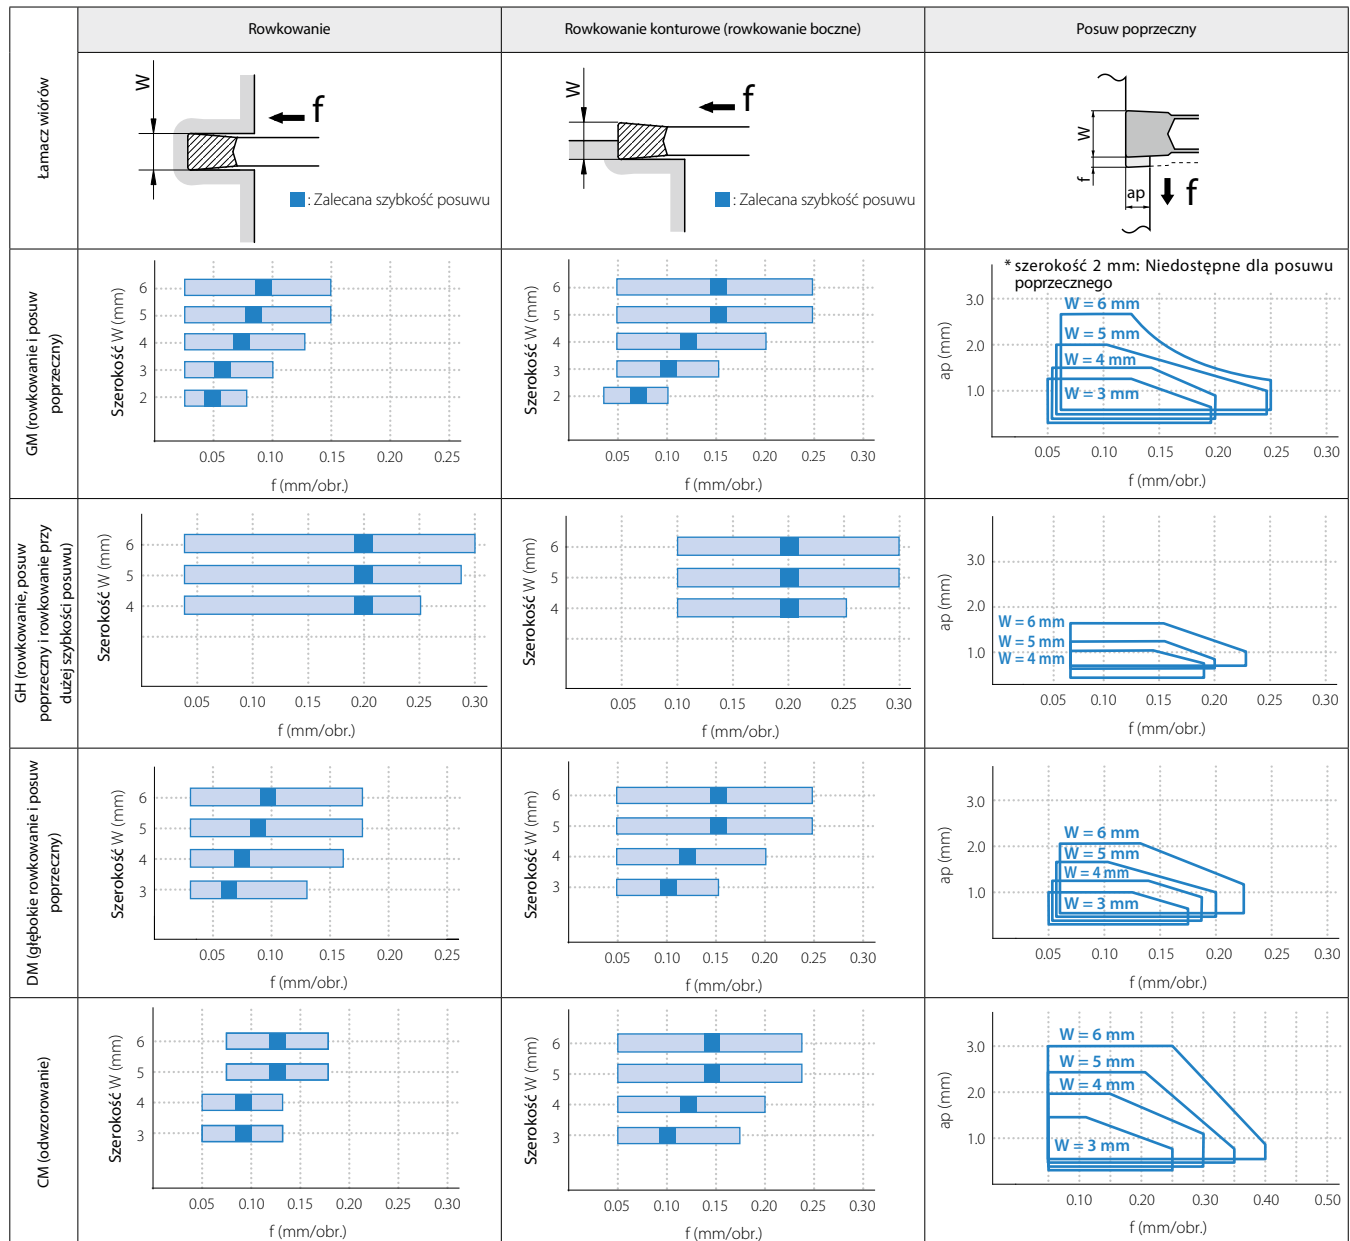 Łamacz wiórów
Rowkowanie
Rowkowanie konturowe (rowkowanie boczne)
Posuw poprzeczny
W
f
: Zalecana szybkość posuwu
W
f
: Zalecana szybkość posuwu
W
f
ap
f
GM (rowkowanie i posuw
poprzeczny)
Szerokość W (mm)
6
5
4
3
2
0.05 0.10 0.15 0.20 0.25
f (mm/obr.)
Szerokość W (mm)
6
5
4
3
2
0.05 0.10 0.15 0.20 0.25 0.30
f (mm/obr.)
* szerokość 2 mm: Niedostępne dla posuwu
poprzecznego
ap (mm)
3.0
2.0
1.0
W = 6 mm
W = 5 mm
W = 4 mm
W = 3 mm
0.05 0.10 0.15 0.20 0.25 0.30
f (mm/obr.)
GH (rowkowanie, posuw
poprzeczny i rowkowanie przy
dużej szybkości posuwu)
Szerokość W (mm)
6
5
4
0.05 0.10 0.15 0.20 0.25 0.30
f (mm/obr.)
Szerokość W (mm)
6
5
4
0.05 0.10 0.15 0.20 0.25 0.30
f (mm/obr.)
ap (mm)
3.0
2.0
1.0
W = 6 mm
W = 5 mm
W = 4 mm
0.05 0.10 0.15 0.20 0.25 0.30
f (mm/obr.)
DM (głębokie rowkowanie i posuw
poprzeczny)
Szerokość W (mm)
6
5
4
3
0.05 0.10 0.15 0.20 0.25
f (mm/obr.)
Szerokość W (mm)
6
5
4
3
0.05 0.10 0.15 0.20 0.25 0.30
f (mm/obr.)
ap (mm)
3.0
2.0
1.0
W = 6 mm
W = 5 mm
W = 4 mm
W = 3 mm
0.05 0.10 0.15 0.20 0.25 0.30
f (mm/obr.)
CM (odwzorowanie)
Szerokość W (mm)
6
5
4
3
0.05 0.10 0.15 0.20 0.25 0.30
f (mm/obr.)
Szerokość W (mm)
6
5
4
3
0.05 0.10 0.15 0.20 0.25 0.30
f (mm/obr.)
ap (mm)
3.0
2.0
1.0
W = 6 mm
W = 5 mm
W = 4 mm
W = 3 mm
0.10 0.20 0.30 0.40 0.50
f (mm/obr.)